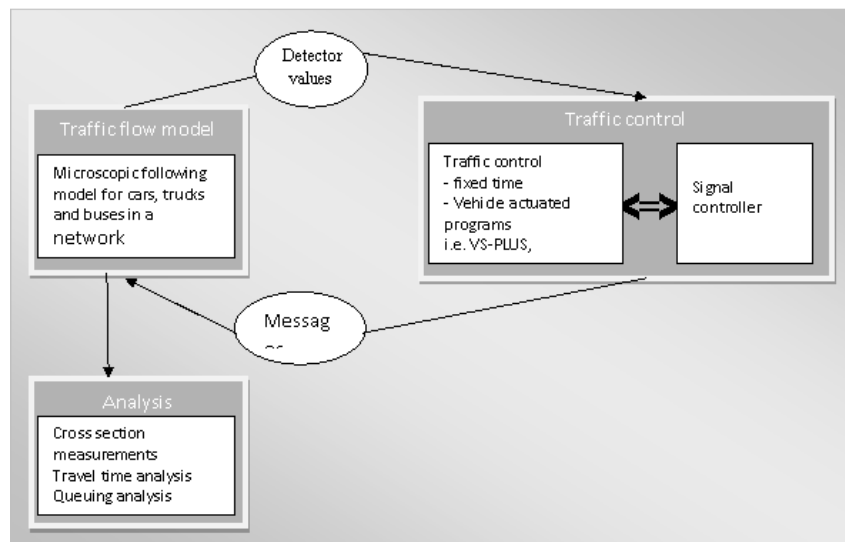 Detector
values
Traffic flow model
Microscopic following
model for cars, trucks
and buses in a
network
Traffic control
Traffic control
- fixed time
- Vehicle actuated
programs
i.e. VS-PLUS,
Signal
controller
Messag
Analysis
Cross section
measurements
Travel time analysis
Queuing analysis